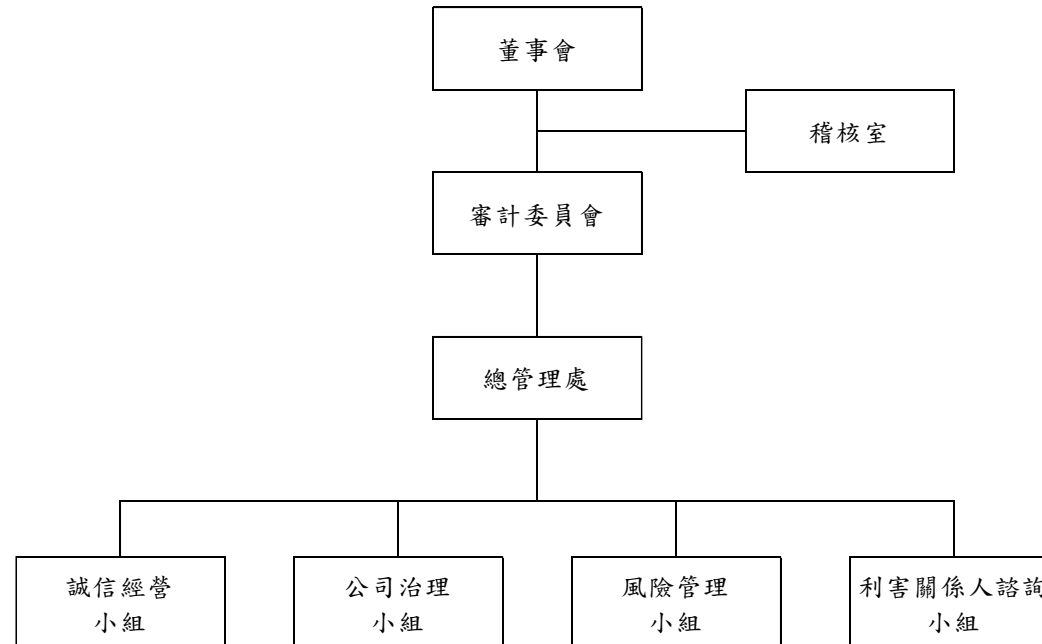 董事會
稽核室
審計委員會
總管理處
誠信經營
小組
公司治理
小組
風險管理
小組
利害關係人諮詢
小組